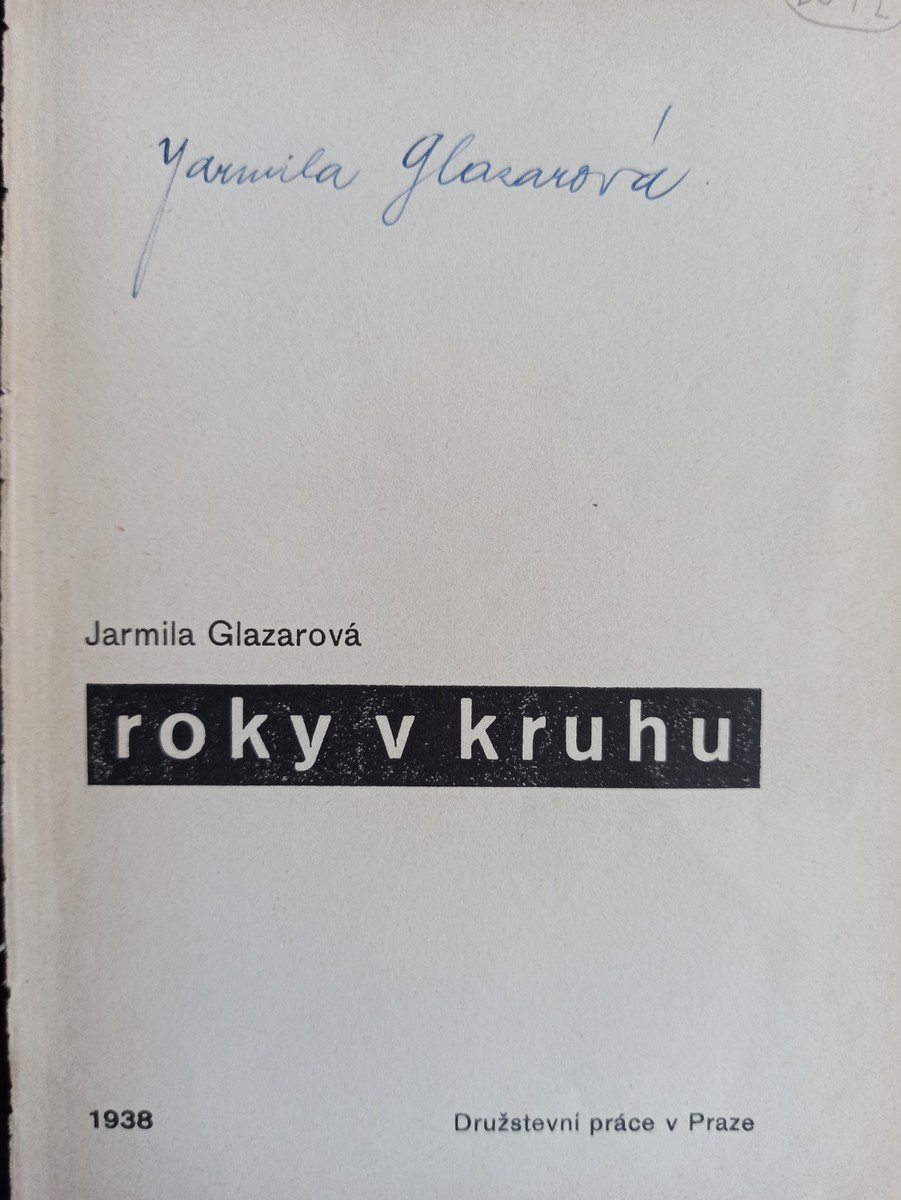 Jarmila Glazarová
Jarmila Glazarová
roky v kruhu
1938
Družstevní práce v Praze